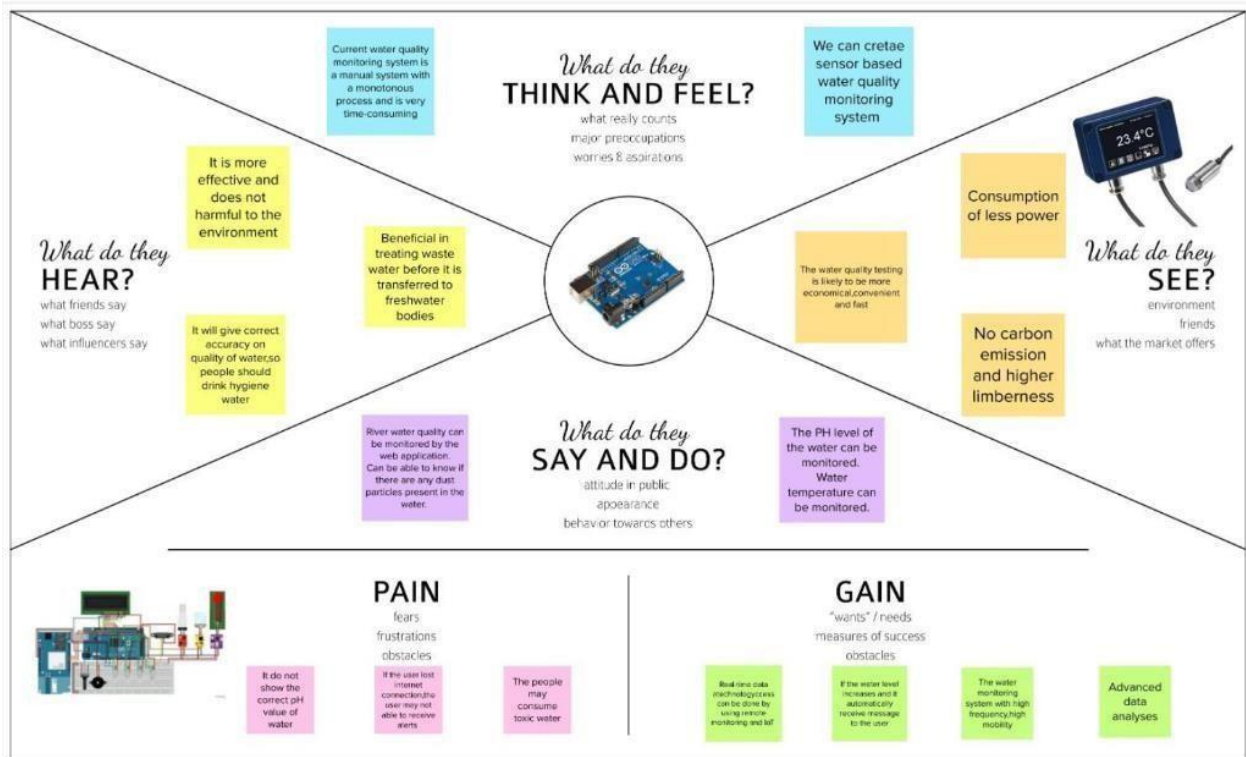 What do they
THINK AND FEEL?
what really counts
major preoccupations
worries 8 aspirations
Current water quality
monitoring system is
a manual system with
a monotonous
process and is very
time-consuming
We can cretae
sensor based
water quality
monitoring
system
What do they
HEAR?
what friends say
what boss say
what influencers say
It is more
effective and
does not
harmful to the
environment
Beneficial in
treating waste
water before it is
transferred to
freshwater
bodies
It will give correct
accuracy on
quality of water,so
people should
drink hygiene
water
What do they
SEE?
environment
friends
what the market offers
23.4°C
Consumption
of less power
The water quality testing
is likely to be more
economical,convenient
and fast
No carbon
emission
and higher
limberness
What do they
SAY AND DO?
attitude in public
appearance
behavior towards others
River water quality can
be monitored by the
web application.
Can be able to know if
there are any dust
particles present in the
water.
The PH level of
the water can be
monitored.
Water
temperature can
be monitored.
PAIN
fears
frustrations
obstacles
It do not
show the
correct pH
value of
water
If the user lost
internet
connection,the
user may not
able to receive
alerts
The people
may
consume
toxic water
GAIN
"wants" / needs
measures of success
obstacles
Real-time data
can be done by
using remote
monitoring and IoT
If the water level
increases and it
automatically
receive message
to the user
The water
monitoring
system with high
frequency,high
mobility
Advanced
data
analyses